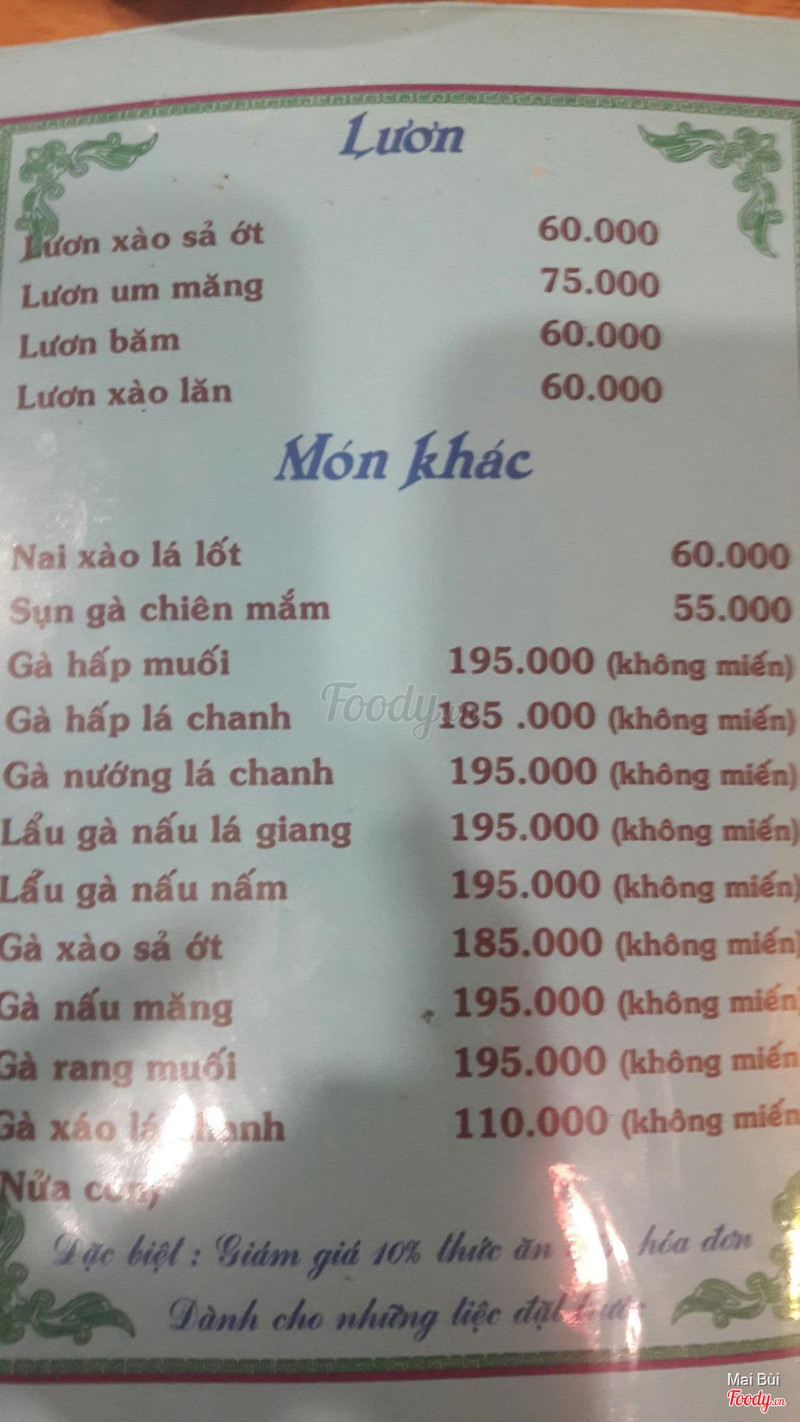 Lươn
Lươn xào sả ớt 60.000
Lươn um măng 75.000
Lươn băm 60.000
Lươn xào lăn 60.000
Món khác
Nai xào lá lốt 60.000
Sụn gà chiên mắm 55.000
Gà hấp muối 195.000 (không miến)
Foody.vn
Gà hấp lá chanh 185 .000 (không miến)
Gà nướng lá chanh 195.000 (không miến)
Lẩu gà nấu lá giang 195.000 (không miến)
Lẩu gà nấu nấm 195.000 (không miến)
Gà xào sả ớt 185.000 (không miến)
Gà nấu măng 195.000 (không miến)
Gà rang muối 195.000 (không miến
Gà xáo lá chanh 110.000 (không miến
Nửa con)
Đặc biệt : Giảm giá 10% thức ăn hóa đơn
Dành cho những tiệc đặt
Mai Bùi
Foody.vn